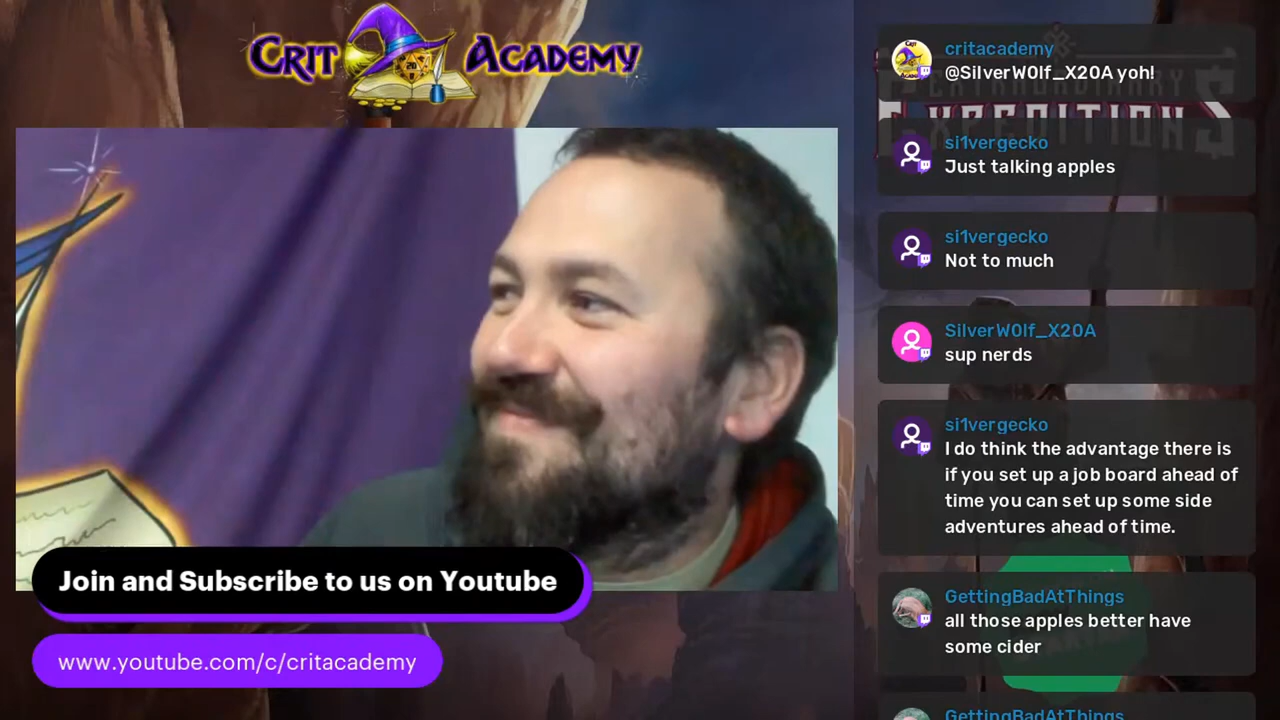 CRIT ACADEMY
20
Join and Subscribe to us on Youtube
www.youtube.com/c/critacademy
critacademy
@SilverW0lf_X20A yoh!
EXTRAORDINARY
EXPEDITIONS
si1vergecko
Just talking apples
si1vergecko
Not to much
SilverW0lf_X20A
sup nerds
si1vergecko
I do think the advantage there is
if you set up a job board ahead of
time you can set up some side
adventures ahead of time.
GettingBadAtThings
all those apples better have
some cider
GettingBadAtThings